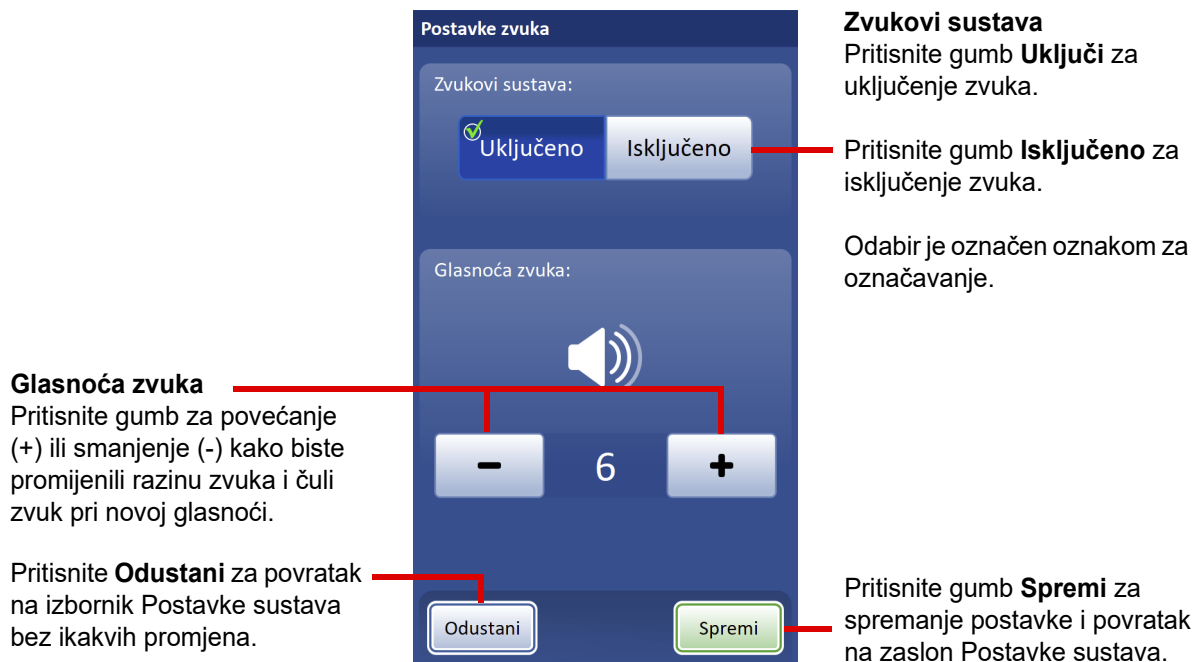 Postavke zvuka
Zvukovi sustava:
Uključeno
Isključeno
Glasnoća zvuka:
−
6
+
Odustani
Spremi
Zvukovi sustava
Pritisnite gumb Uključi za
uključenje zvuka.
Pritisnite gumb Isključeno za
isključenje zvuka.
Odabir je označen oznakom za
označavanje.
Glasnoća zvuka
Pritisnite gumb za povećanje
(+) ili smanjenje (-) kako biste
promijenili razinu zvuka i čuli
zvuk pri novoj glasnoći.
Pritisnite Odustani za povratak
na izbornik Postavke sustava
bez ikakvih promjena.
Pritisnite gumb Spremi za
spremanje postavke i povratak
na zaslon Postavke sustava.